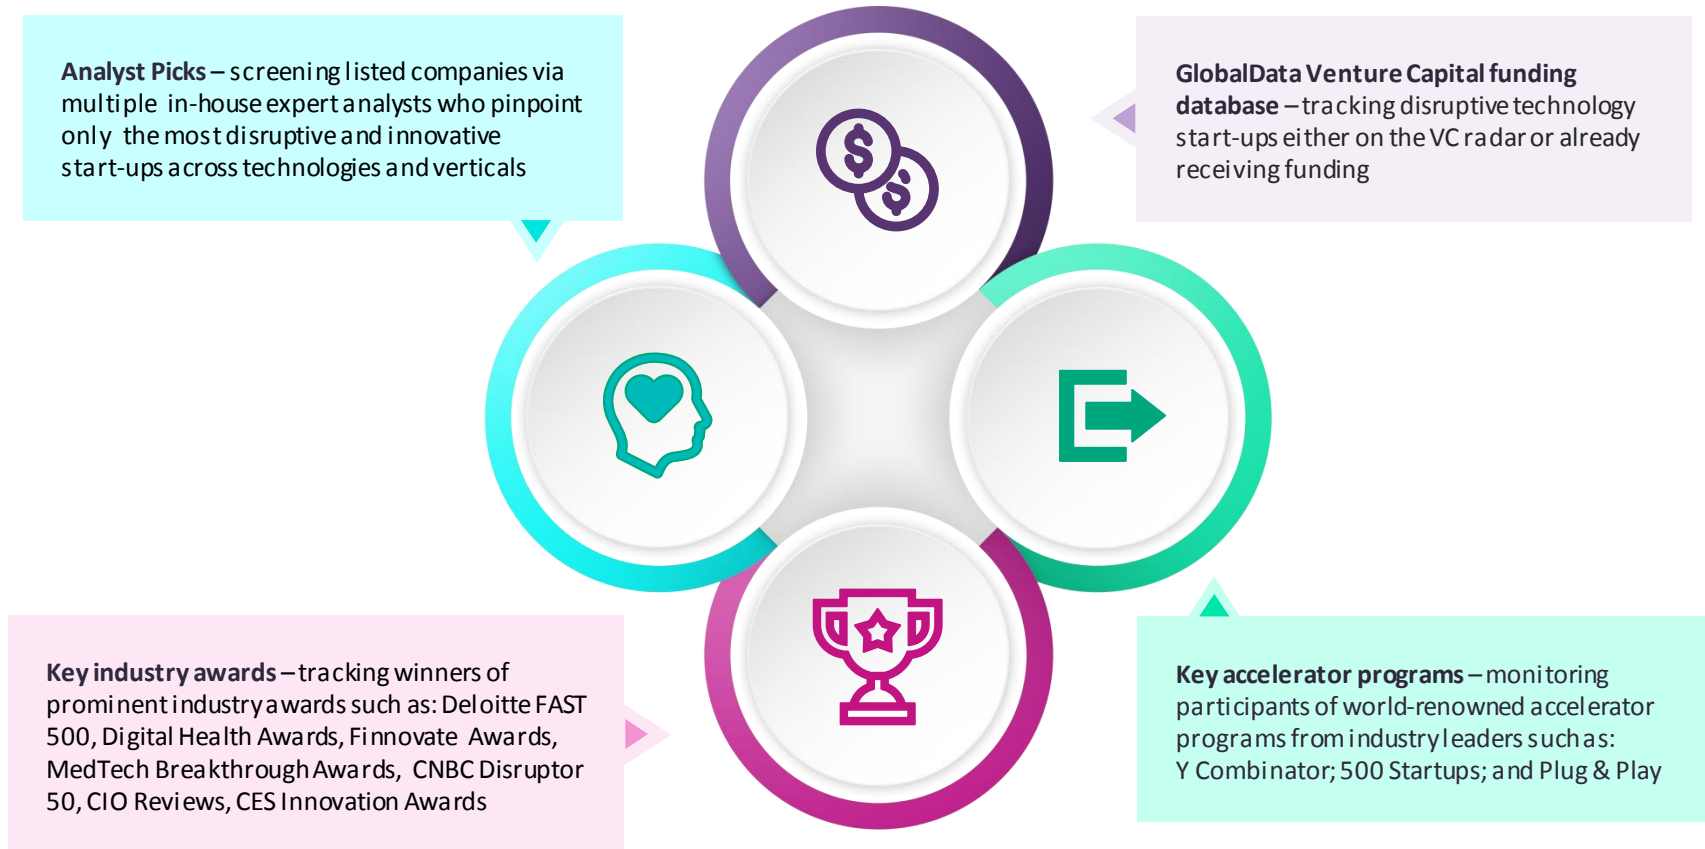 Analyst Picks – screening listed companies via
multiple in-house expert analysts who pinpoint
only the most disruptive and innovative
start-ups across technologies and verticals
GlobalData Venture Capital funding
database – tracking disruptive technology
start-ups either on the VC radar or already
receiving funding
Key industry awards – tracking winners of
prominent industry awards such as: Deloitte FAST
500, Digital Health Awards, Finnovate Awards,
MedTech Breakthrough Awards, CNBC Disruptor
50, CIO Reviews, CES Innovation Awards
Key accelerator programs – monitoring
participants of world-renowned accelerator
programs from industry leaders such as:
Y Combinator; 500 Startups; and Plug & Play